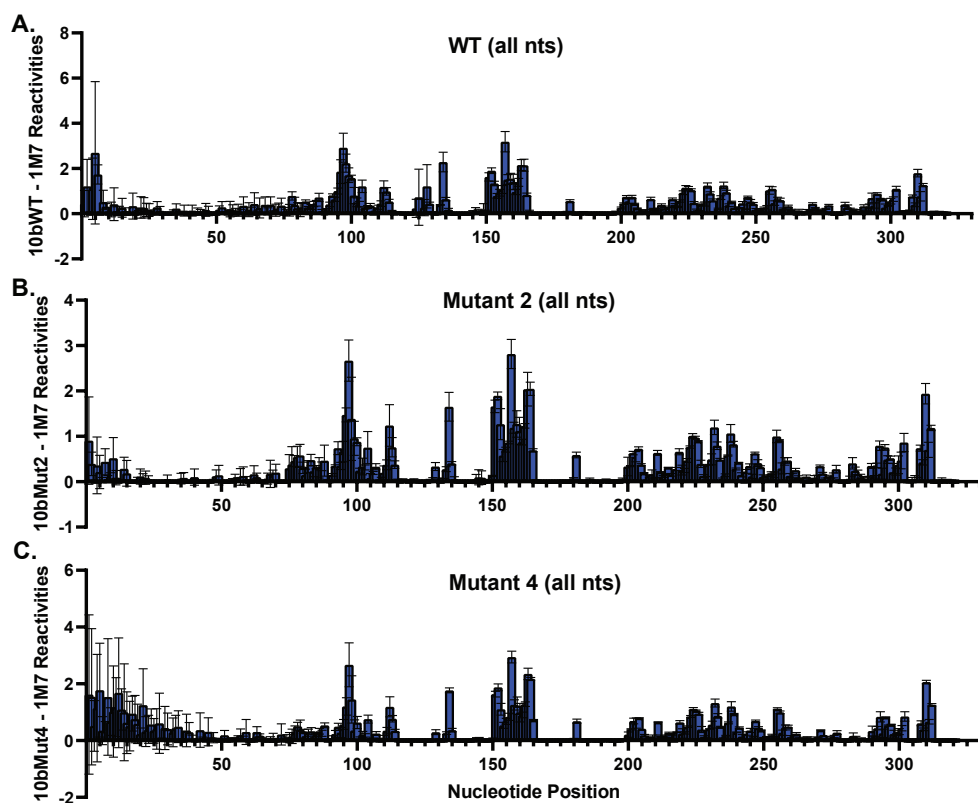 A.
WT (all nts)
10bWT - 1M7 Reactivities
8
6
4
2
0
-2
50 100 150 200 250 300
B.
Mutant 2 (all nts)
10bMut2 - 1M7 Reactivities
4
3
2
1
0
-1
50 100 150 200 250 300
C.
Mutant 4 (all nts)
10bMut4 - 1M7 Reactivities
6
4
2
0
-2
50 100 150 200 250 300
Nucleotide Position